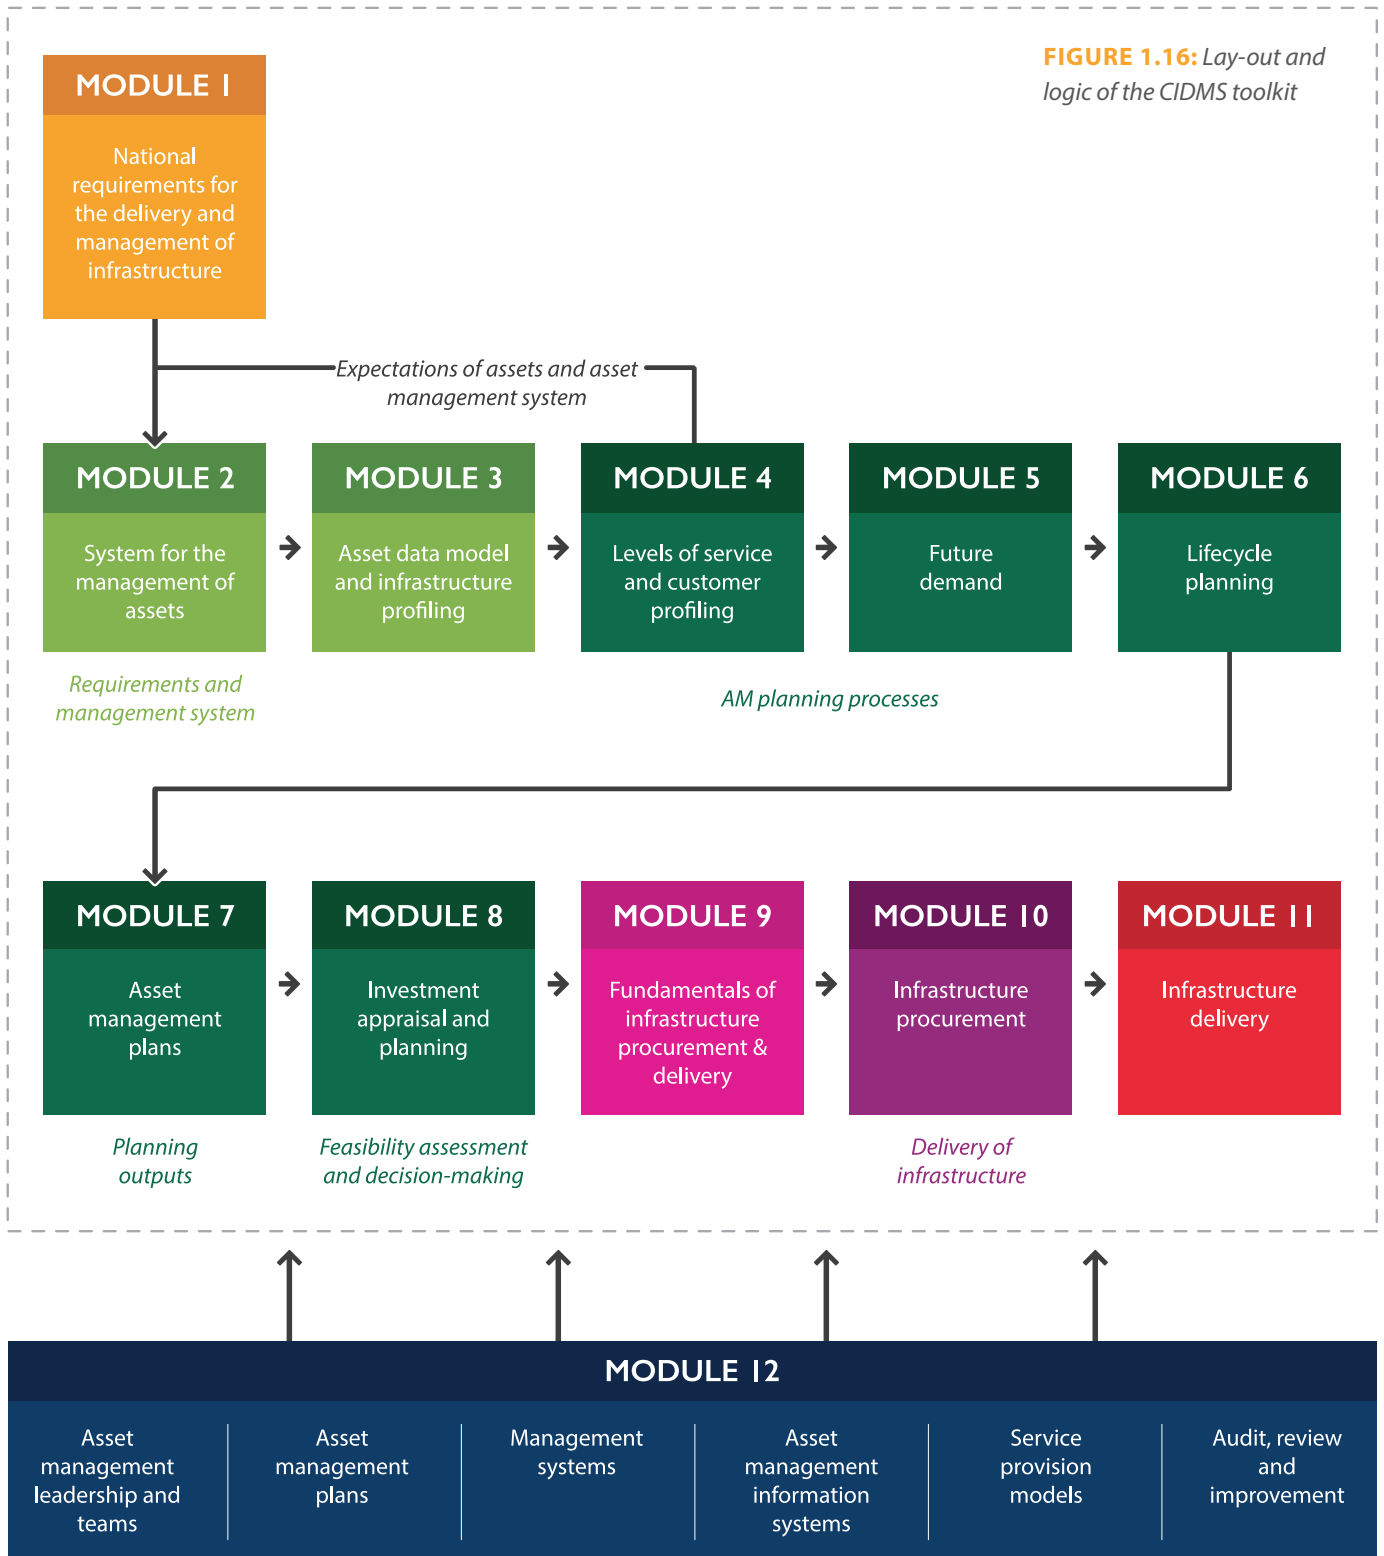 FIGURE 1.16: Lay-out and
logic of the CIDMS toolkit
MODULE 1
National
requirements for
the delivery and
management of
infrastructure
Expectations of assets and asset
management system
MODULE 2
System for the
management of
assets
Requirements and
management system
MODULE 3
Asset data model
and infrastructure
profiling
MODULE 4
Levels of service
and customer
profiling
MODULE 5
Future
demand
MODULE 6
Lifecycle
planning
AM planning processes
MODULE 7
Asset
management
plans
Planning
outputs
MODULE 8
Investment
appraisal and
planning
Feasibility assessment
and decision-making
MODULE 9
Fundamentals of
infrastructure
procurement &
delivery
MODULE 10
Infrastructure
procurement
Delivery of
infrastructure
MODULE 11
Infrastructure
delivery
MODULE 12
Asset
management
leadership and
teams
Asset
management
plans
Management
systems
Asset
management
information
systems
Service
provision
models
Audit, review
and
improvement